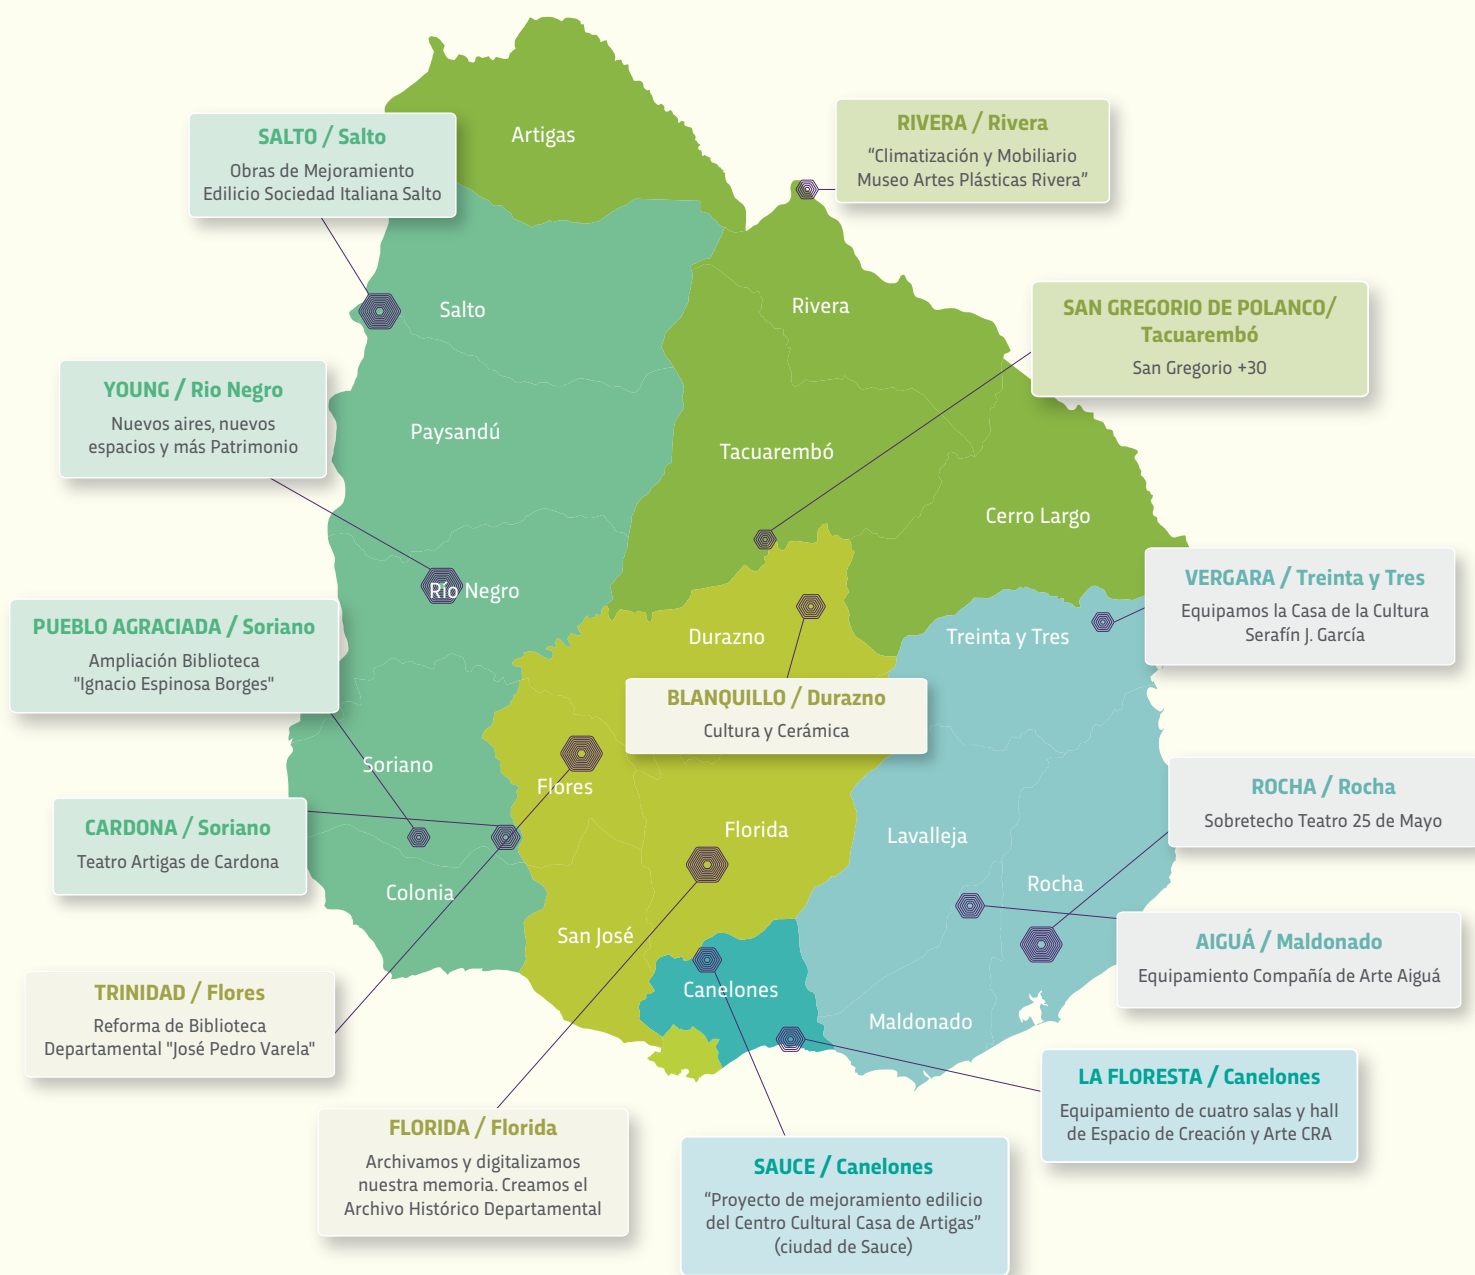 Artigas
SALTO / Salto
Obras de Mejoramiento
Edilicio Sociedad Italiana Salto
RIVERA / Rivera
“Climatización y Mobiliario
Museo Artes Plásticas Rivera”
Salto
Rivera
SAN GREGORIO DE POLANCO/
Tacuarembó
San Gregorio +30
YOUNG / Rio Negro
Nuevos aires, nuevos
espacios y más Patrimonio
Paysandú
Tacuarembó
Cerro Largo
Río Negro
VERGARA / Treinta y Tres
Equipamos la Casa de la Cultura
Serafín J. García
PUEBLO AGRACIADA / Soriano
Ampliación Biblioteca
"Ignacio Espinosa Borges"
Durazno
Treinta y Tres
BLANQUILLO / Durazno
Cultura y Cerámica
Soriano
Flores
ROCHA / Rocha
Sobretecho Teatro 25 de Mayo
CARDONA / Soriano
Teatro Artigas de Cardona
Florida
Lavalleja
Colonia
Rocha
San José
AIGUÁ / Maldonado
Equipamiento Compañía de Arte Aiguá
TRINIDAD / Flores
Reforma de Biblioteca
Departamental "José Pedro Varela"
Canelones
Maldonado
LA FLORESTA / Canelones
Equipamiento de cuatro salas y hall
de Espacio de Creación y Arte CRA
FLORIDA / Florida
Archivamos y digitalizamos
nuestra memoria. Creamos el
Archivo Histórico Departamental
SAUCE / Canelones
“Proyecto de mejoramiento edilicio
del Centro Cultural Casa de Artigas”
(ciudad de Sauce)